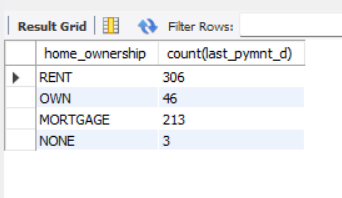 Result Grid Filter Rows:
home_ownership count(last_pymnt_d)
RENT 306
OWN 46
MORTGAGE 213
NONE 3